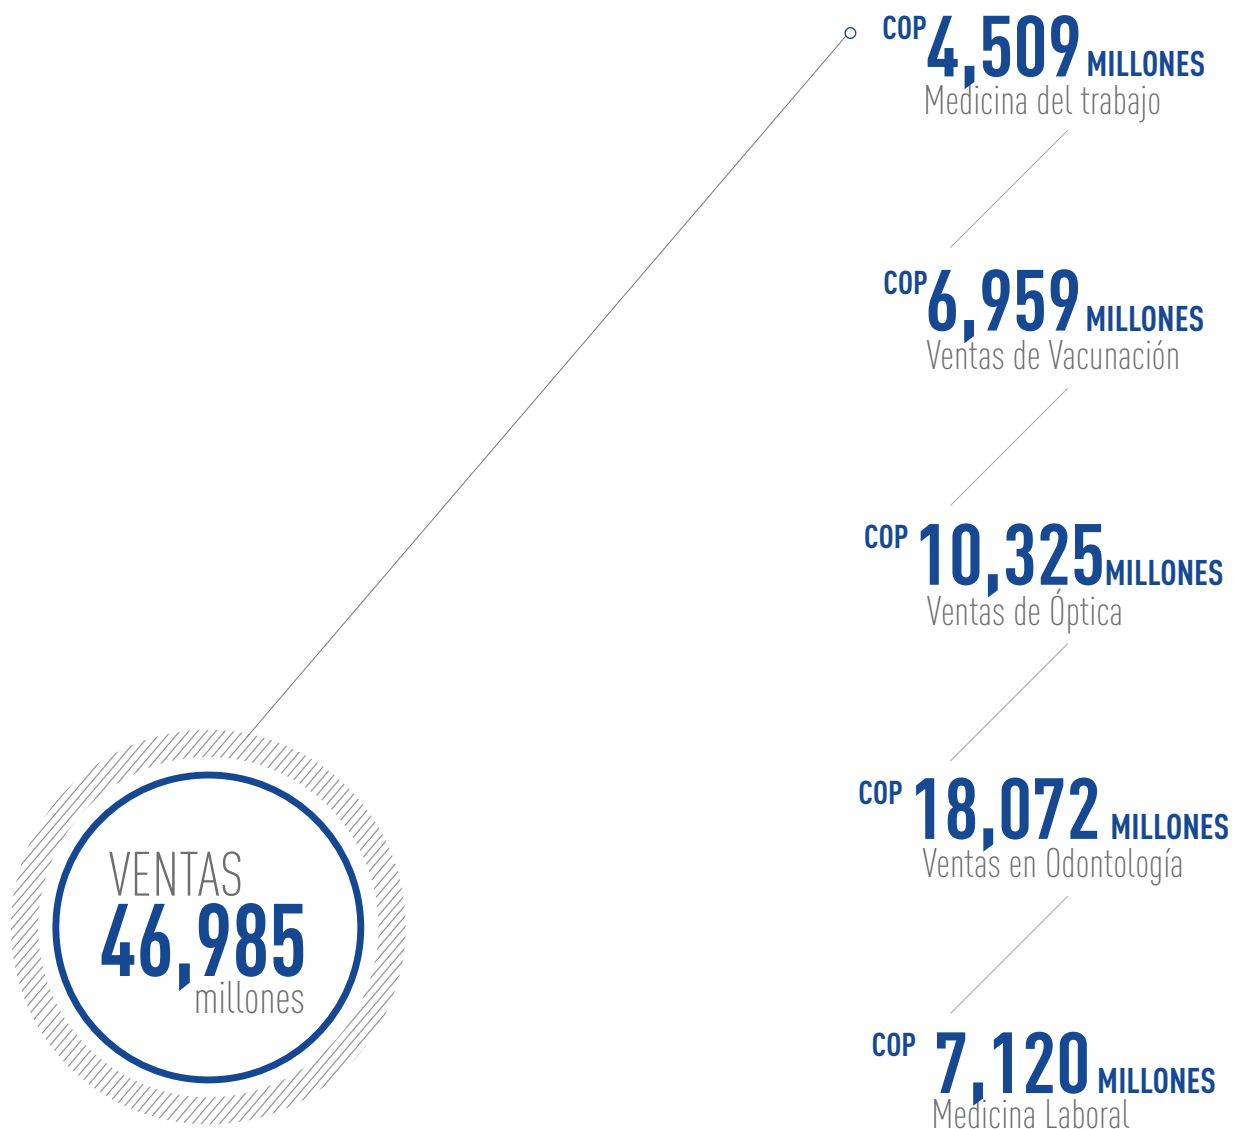 COP 4,509 MILLONES
Medicina del trabajo
COP 6,959 MILLONES
Ventas de Vacunación
COP 10,325 MILLONES
Ventas de Óptica
COP 18,072 MILLONES
Ventas en Odontología
COP 7,120 MILLONES
Medicina Laboral
VENTAS
46,985
millones